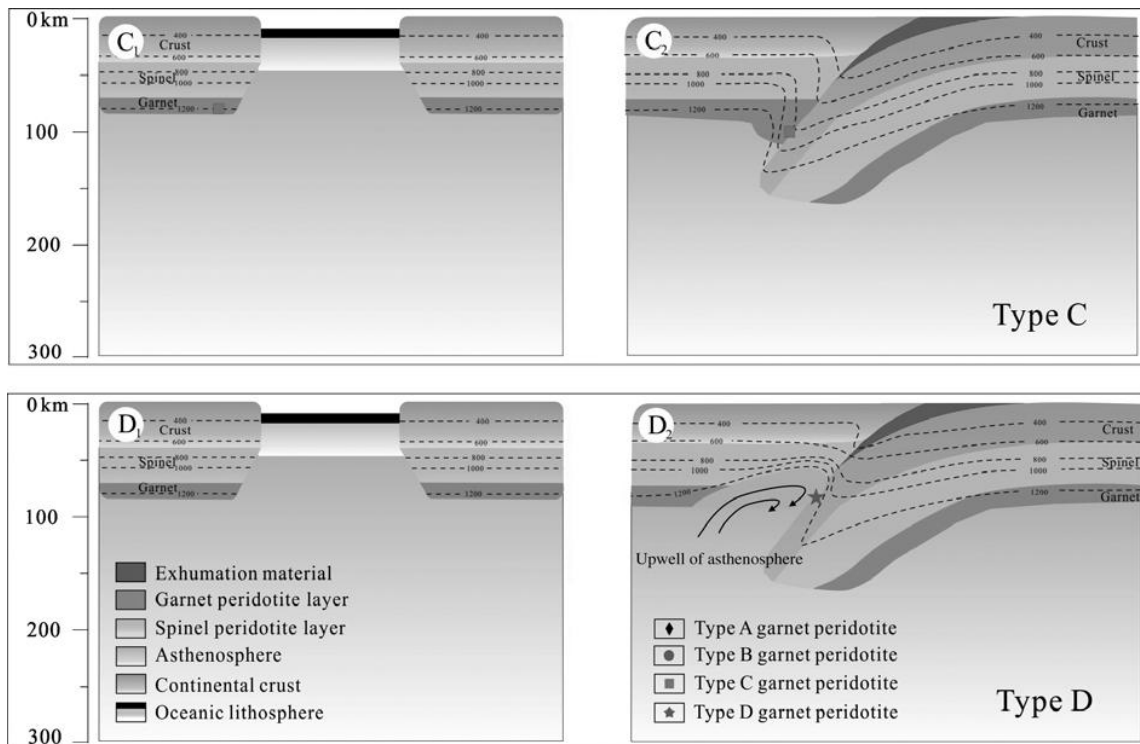 0 km
100
200
300
C1
400
Crust
600
Spinel
800
1000
Garnet
1200
1200
C2
400
600
800
1000
1200
400
600
Crust
800
1000
Spinel
1200
Garnet
Type C
0 km
100
200
300
D1
400
Crust
600
Spinel
800
1000
Garnet
1200
400
600
800
1000
1200
Exhumation material
Garnet peridotite layer
Spinel peridotite layer
Asthenosphere
Continental crust
Oceanic lithosphere
D2
400
600
800
1000
1200
Upwell of asthenosphere
400
600
Crust
800
1000
Spinel
1200
Garnet
Type A garnet peridotite
Type B garnet peridotite
Type C garnet peridotite
Type D garnet peridotite
Type D